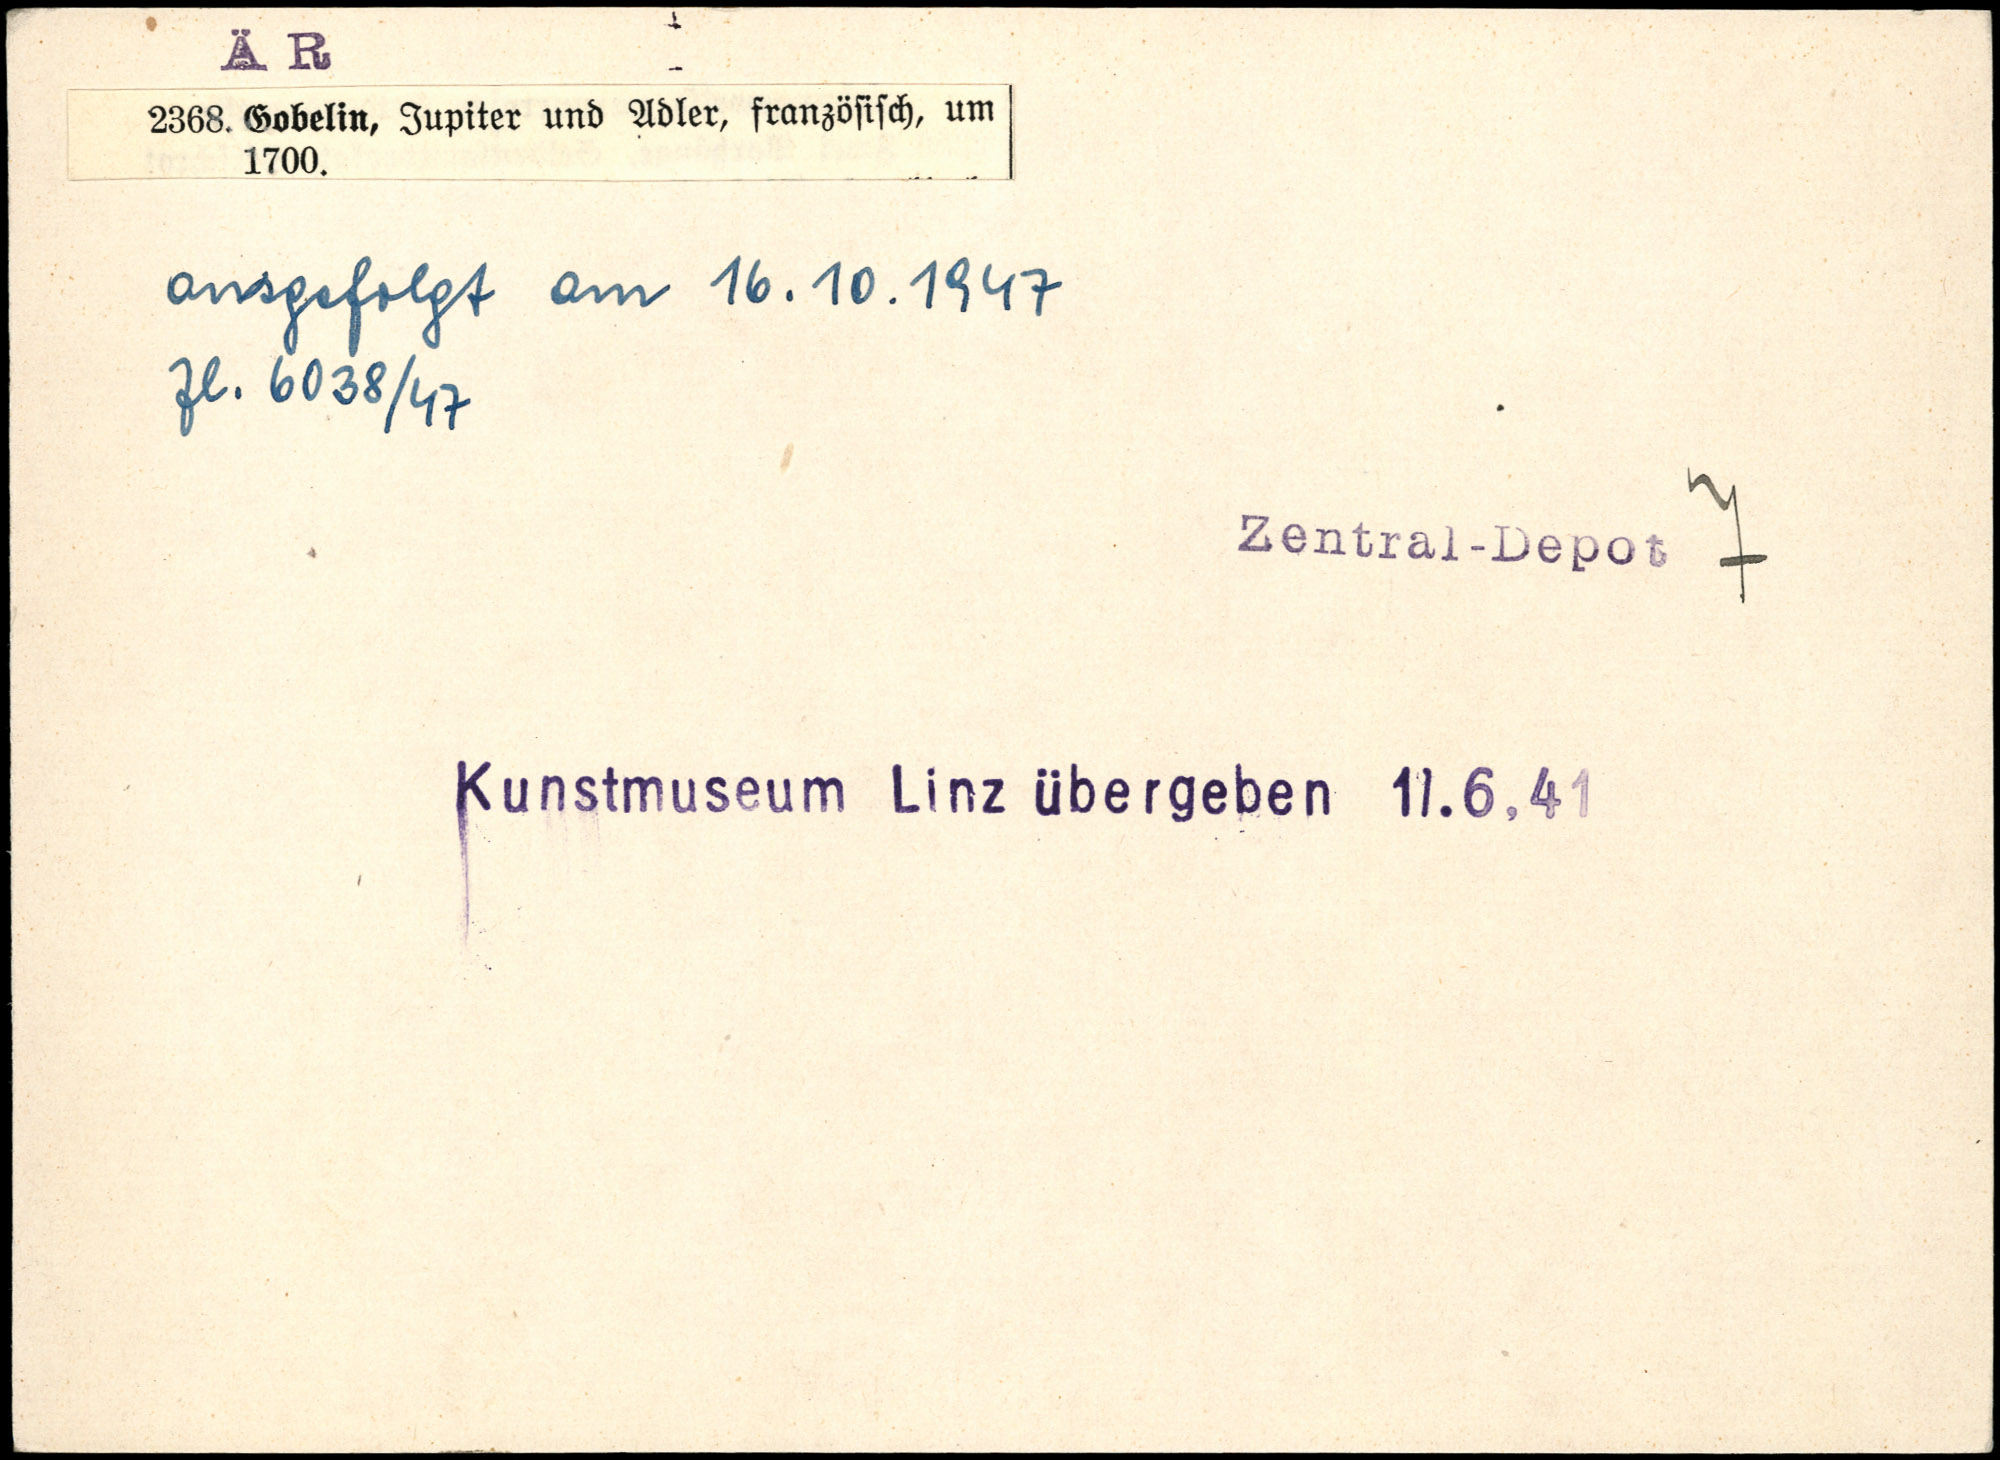 Ä R
2368. Gobelin, Jupiter und Adler, französisch, um
1700.
ausgefolgt am 16.10.1947
Zl. 6038/47
Zentral-Depot
Kunstmuseum Linz übergeben 11.6.41